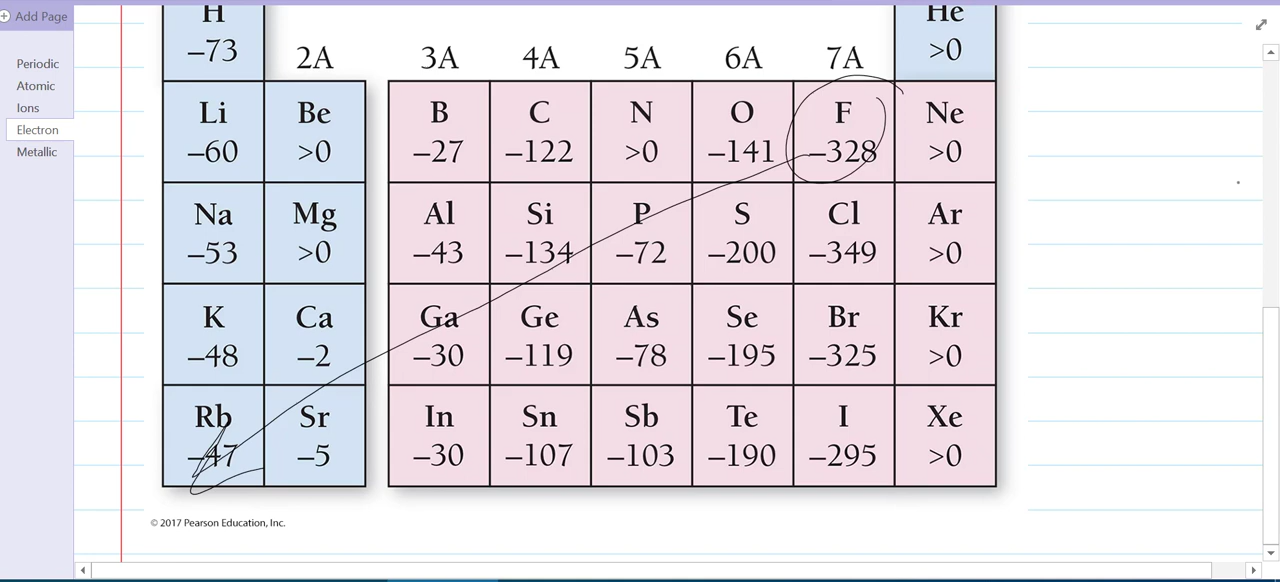 Add Page
Periodic
Atomic
Ions
Electron
Metallic
H He
–73 >0
2A 3A 4A 5A 6A 7A
Li Be B C N O F Ne
–60 >0 –27 –122 >0 –141 –328 >0
Na Mg Al Si P S Cl Ar
–53 >0 –43 –134 –72 –200 –349 >0
K Ca Ga Ge As Se Br Kr
–48 –2 –30 –119 –78 –195 –325 >0
Rb Sr In Sn Sb Te I Xe
–47 –5 –30 –107 –103 –190 –295 >0
© 2017 Pearson Education, Inc.